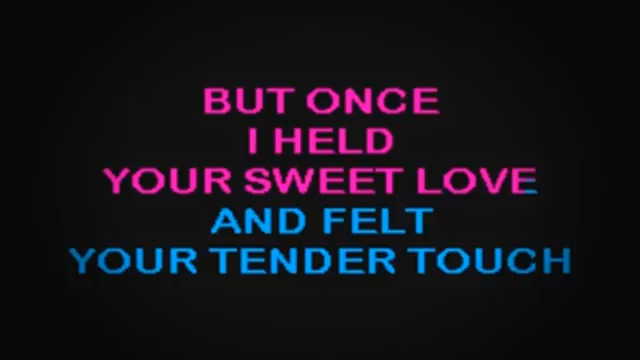 BUT ONCE
I HELD
YOUR SWEET LOVE
AND FELT
YOUR TENDER TOUCH